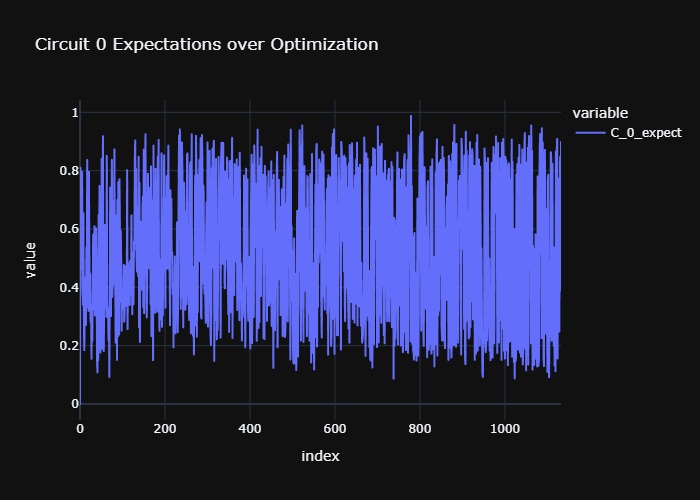 Circuit 0 Expectations over Optimization
variable
C_0_expect
value
1
0.8
0.6
0.4
0.2
0
0 200 400 600 800 1000
index